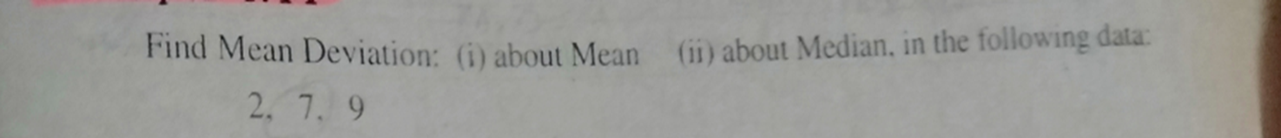 Find Mean Deviation: (i) about Mean (ii) about Median, in the following data:
2, 7, 9